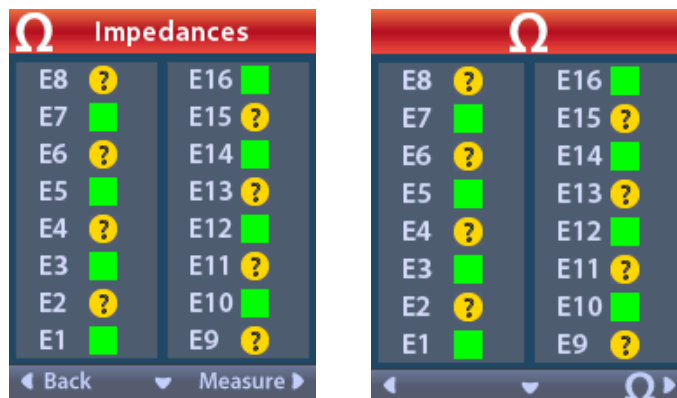 Ω Impedances
E8 ? E16
E7 E15 ?
E6 ? E14
E5 E13 ?
E4 ? E12
E3 E11 ?
E2 ? E10
E1 E9 ?
Back Measure
Ω
E8 ? E16
E7 E15 ?
E6 ? E14
E5 E13 ?
E4 ? E12
E3 E11 ?
E2 ? E10
E1 E9 ?
Ω